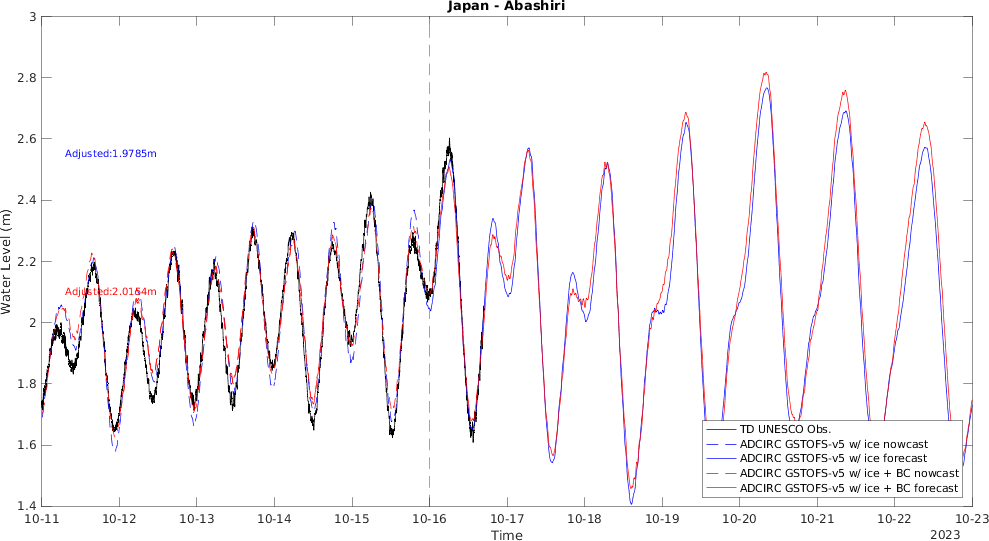 Japan - Abashiri
Water Level (m)
3
2.8
2.6
2.4
2.2
2
1.8
1.6
1.4
Adjusted:1.9785m
Adjusted:2.0154m
TD UNESCO Obs.
ADCIRC GSTOFS-v5 w/ ice nowcast
ADCIRC GSTOFS-v5 w/ ice forecast
ADCIRC GSTOFS-v5 w/ ice + BC nowcast
ADCIRC GSTOFS-v5 w/ ice + BC forecast
10-11 10-12 10-13 10-14 10-15 10-16 10-17 10-18 10-19 10-20 10-21 10-22 10-23
Time
2023